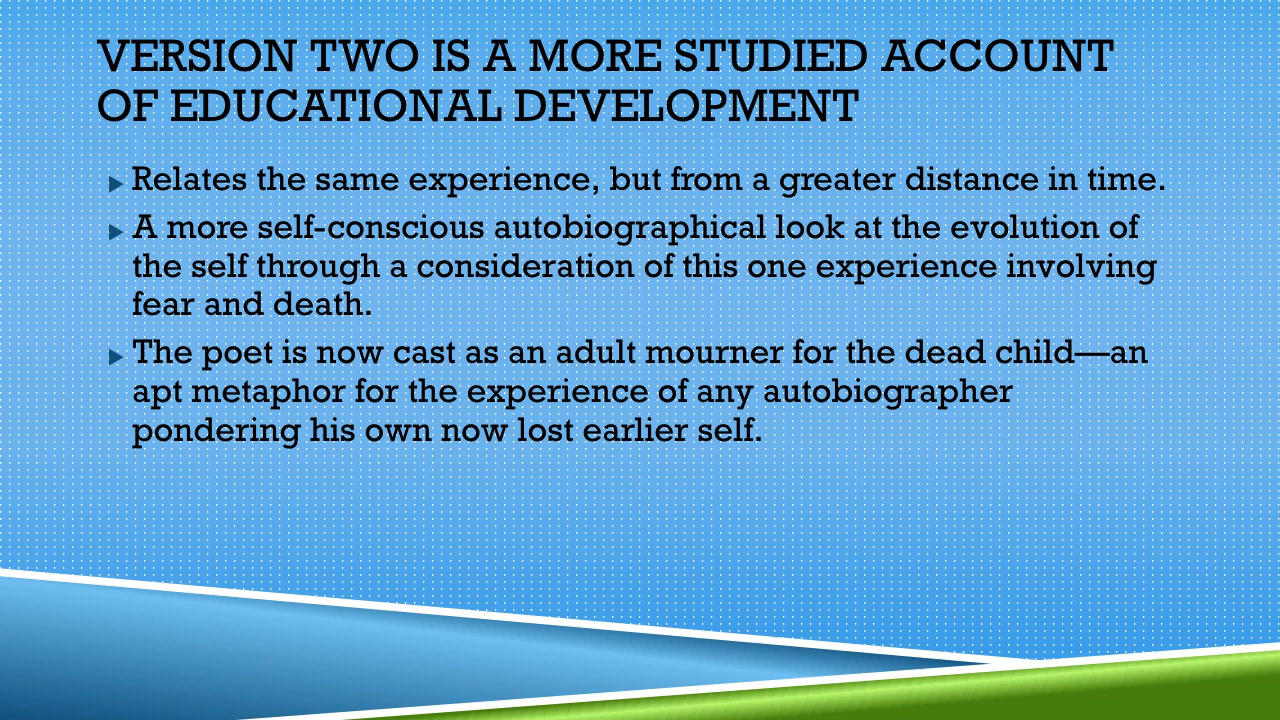 VERSION TWO IS A MORE STUDIED ACCOUNT
OF EDUCATIONAL DEVELOPMENT
Relates the same experience, but from a greater distance in time.
A more self-conscious autobiographical look at the evolution of
the self through a consideration of this one experience involving
fear and death.
The poet is now cast as an adult mourner for the dead child—an
apt metaphor for the experience of any autobiographer
pondering his own now lost earlier self.